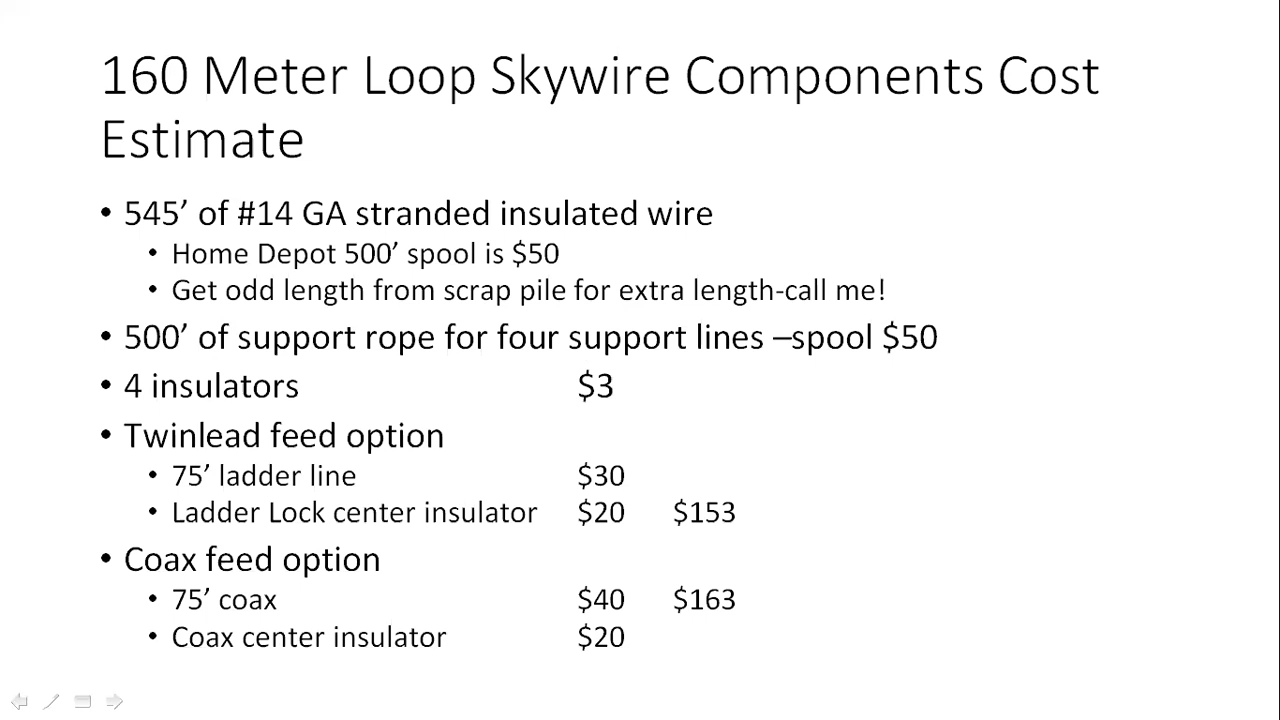 160 Meter Loop Skywire Components Cost
Estimate
• 545’ of #14 GA stranded insulated wire
• Home Depot 500’ spool is $50
• Get odd length from scrap pile for extra length-call me!
• 500’ of support rope for four support lines –spool $50
• 4 insulators $3
• Twinlead feed option
• 75’ ladder line $30
• Ladder Lock center insulator $20 $153
• Coax feed option
• 75’ coax $40 $163
• Coax center insulator $20